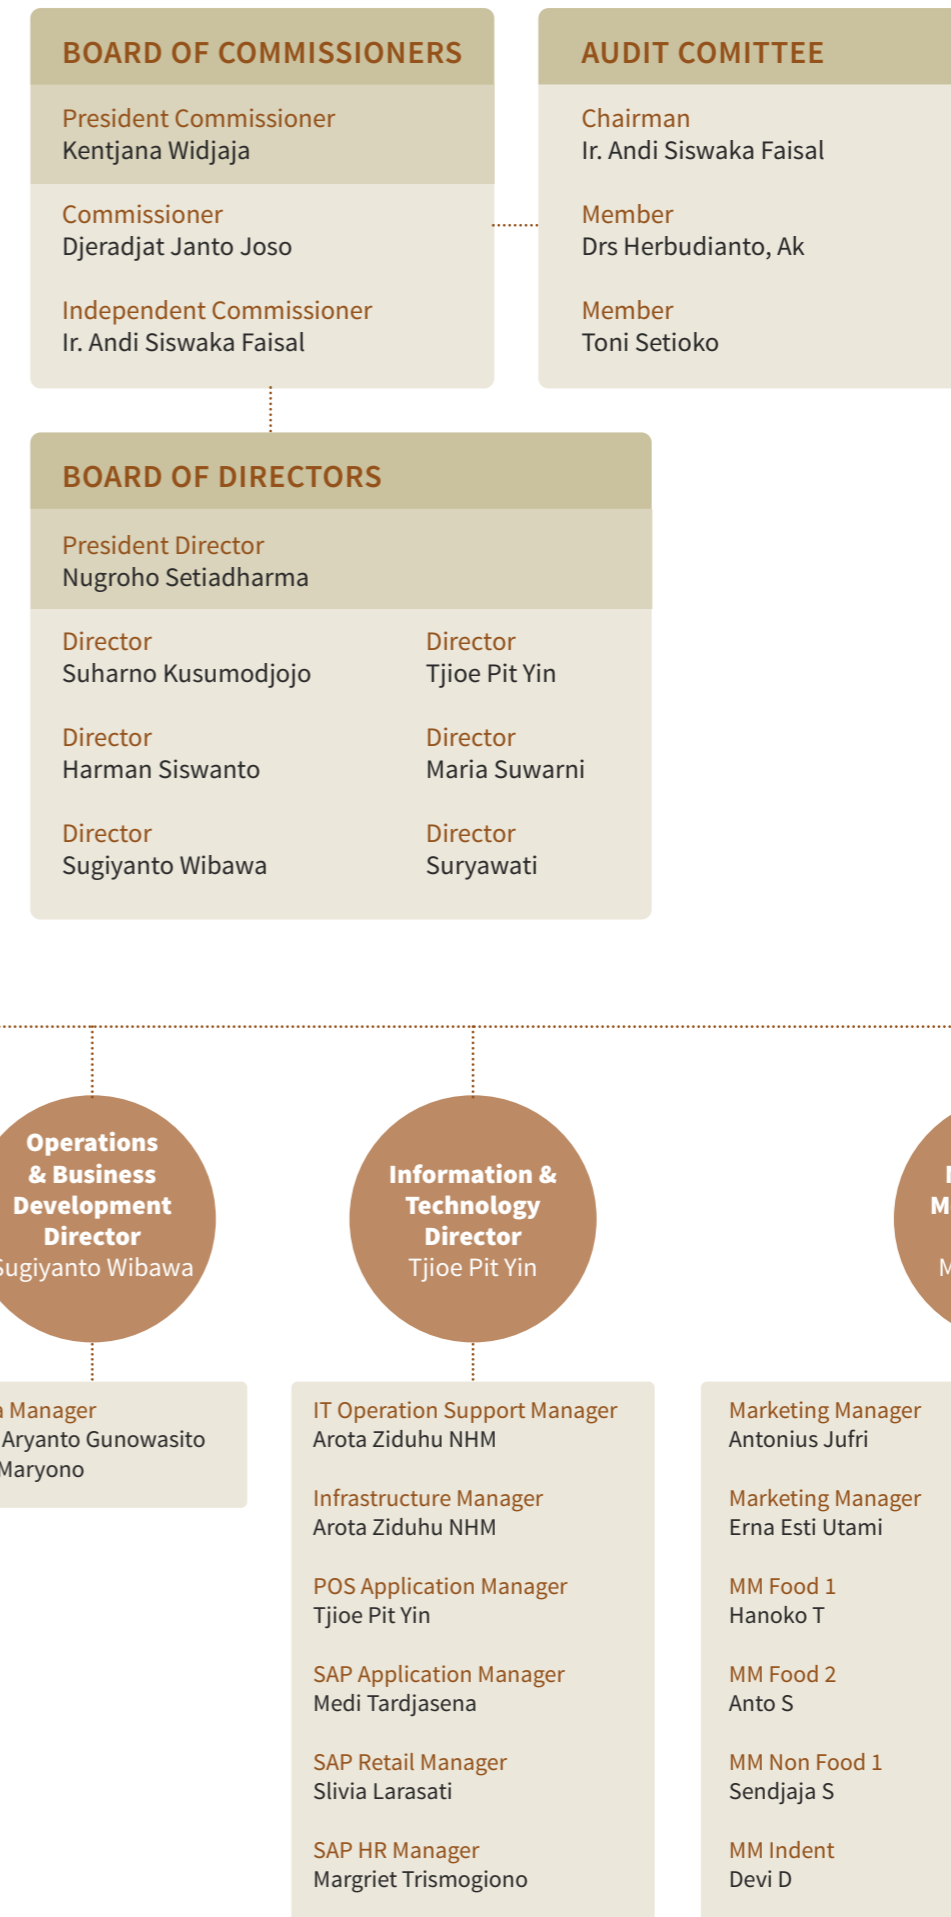 BOARD OF COMMISSIONERS
President Commissioner
Kentjana Widjaja
Commissioner
Djeradjat Janto Joso
Independent Commissioner
Ir. Andi Siswaka Faisal
AUDIT COMITTEE
Chairman
Ir. Andi Siswaka Faisal
Member
Drs Herbudianto, Ak
Member
Toni Setioko
BOARD OF DIRECTORS
President Director
Nugroho Setiadharma
Director
Suharno Kusumodjojo
Director
Harman Siswanto
Director
Sugiyanto Wibawa
Director
Tjioe Pit Yin
Director
Maria Suwarni
Director
Suryawati
Operations
& Business
Development
Director
Sugiyanto Wibawa
Manager
Aryanto Gunowasito
Maryono
Information &
Technology
Director
Tjioe Pit Yin
IT Operation Support Manager
Arota Ziduhu NHM
Infrastructure Manager
Arota Ziduhu NHM
POS Application Manager
Tjioe Pit Yin
SAP Application Manager
Medi Tardjasena
SAP Retail Manager
Slivia Larasati
SAP HR Manager
Margriet Trismogiono
Marketing Manager
Antonius Jufri
Marketing Manager
Erna Esti Utami
MM Food 1
Hanoko T
MM Food 2
Anto S
MM Non Food 1
Sendjaja S
MM Indent
Devi D